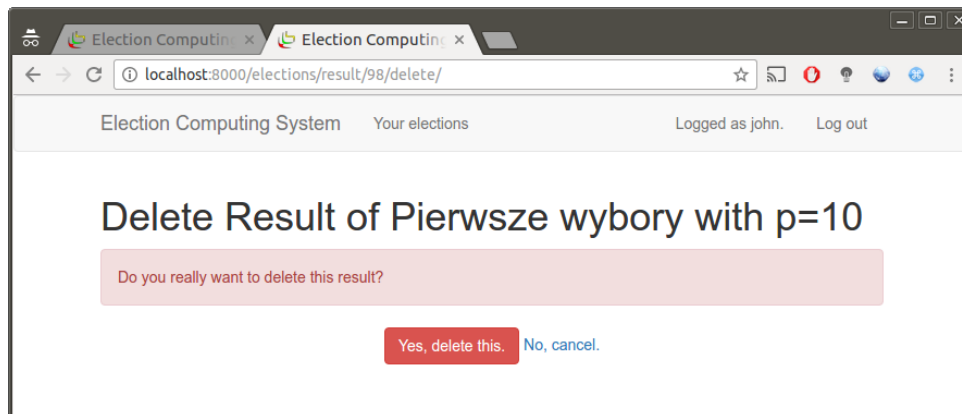 Election Computing
Election Computing
localhost:8000/elections/result/98/delete/
Election Computing System Your elections Logged as john. Log out
Delete Result of Pierwsze wybory with p=10
Do you really want to delete this result?
Yes, delete this. No, cancel.